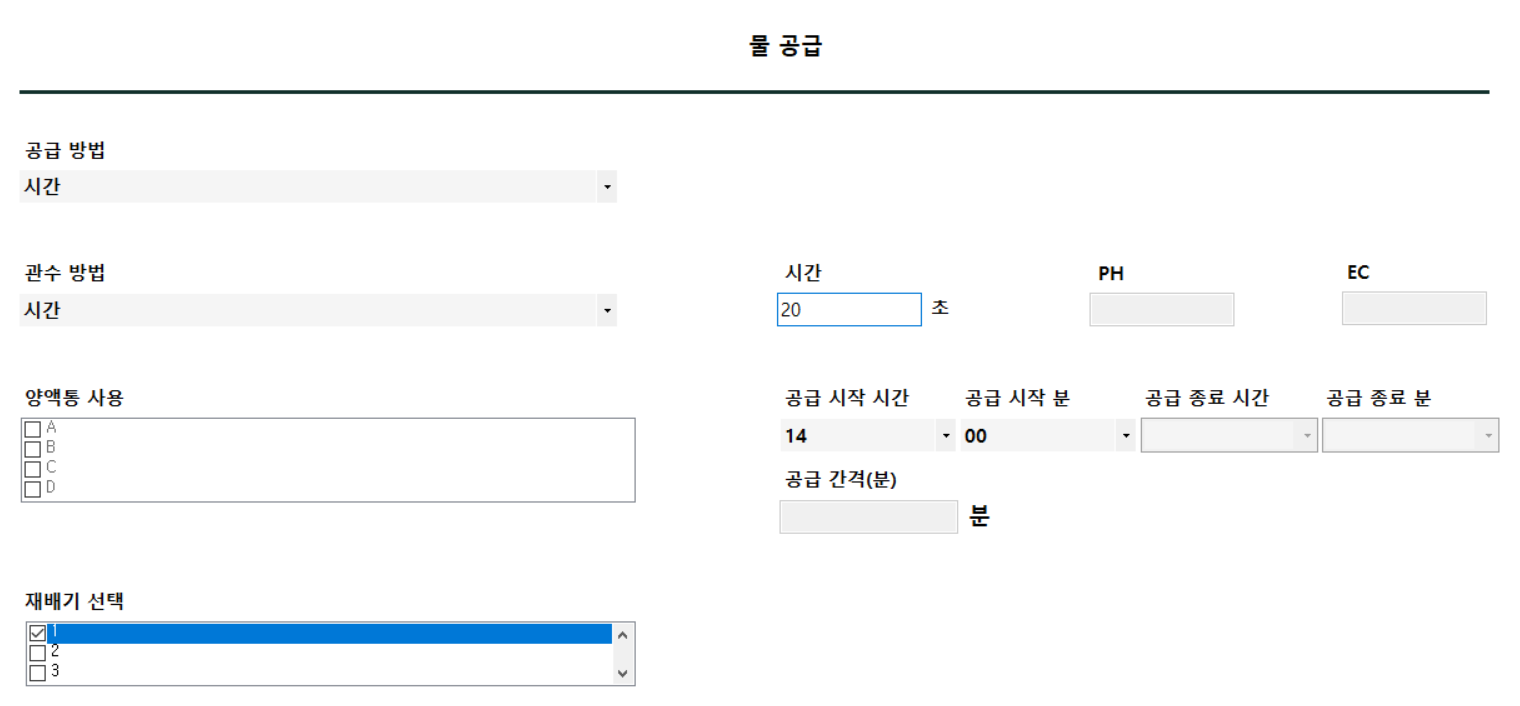 물 공급
공급 방법
시간
관수 방법
시간
시간
20 초
PH
EC
양액통 사용
A
B
C
D
공급 시작 시간 공급 시작 분 공급 종료 시간 공급 종료 분
14 00
공급 간격(분)
분
재배기 선택
1
2
3